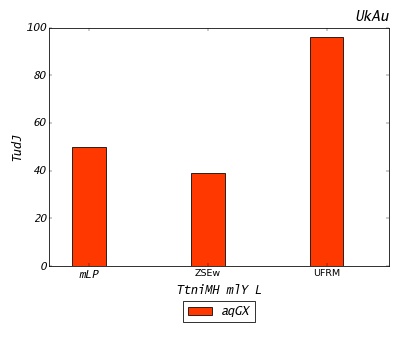 UkAu
TudJ
100
80
60
40
20
0
mLP ZSEw UFRM
TtniMH mlY L
aqGX